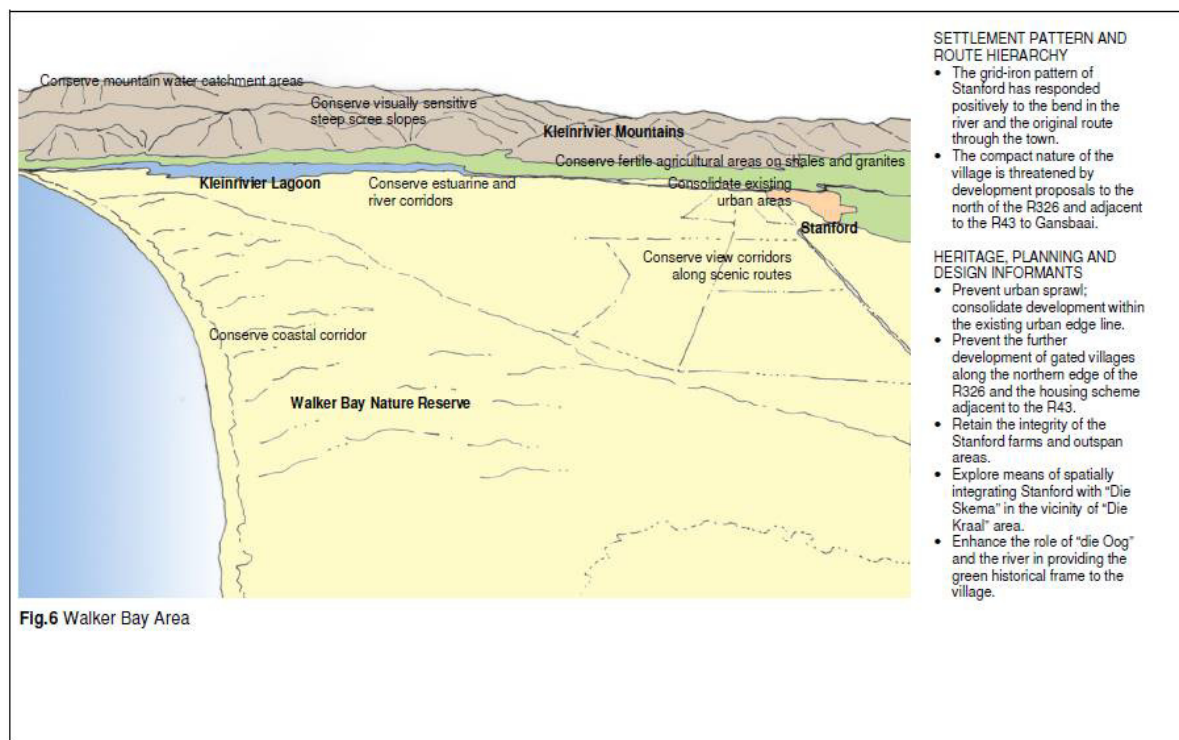 Conserve mountain water catchment areas
Conserve visually sensitive
steep scree slopes
Kleinrivier Mountains
Conserve fertile agricultural areas on shales and granites
Kleinrivier Lagoon
Conserve estuarine and
river corridors
Consolidate existing
urban areas
Stanford
Conserve view corridors
along scenic routes
Conserve coastal corridor
Walker Bay Nature Reserve
Fig.6 Walker Bay Area
SETTLEMENT PATTERN AND
ROUTE HIERARCHY
• The grid-iron pattern of
Stanford has responded
positively to the bend in the
river and the original route
through the town.
• The compact nature of the
village is threatened by
development proposals to the
north of the R326 and adjacent
to the R43 to Gansbaai.
HERITAGE, PLANNING AND
DESIGN INFORMANTS
• Prevent urban sprawl;
consolidate development within
the existing urban edge line.
• Prevent the further
development of gated villages
along the northern edge of the
R326 and the housing scheme
adjacent to the R43.
• Retain the integrity of the
Stanford farms and outspan
areas.
• Explore means of spatially
integrating Stanford with “Die
Skema” in the vicinity of “Die
Kraal” area.
• Enhance the role of “die Oog”
and the river in providing the
green historical frame to the
village.